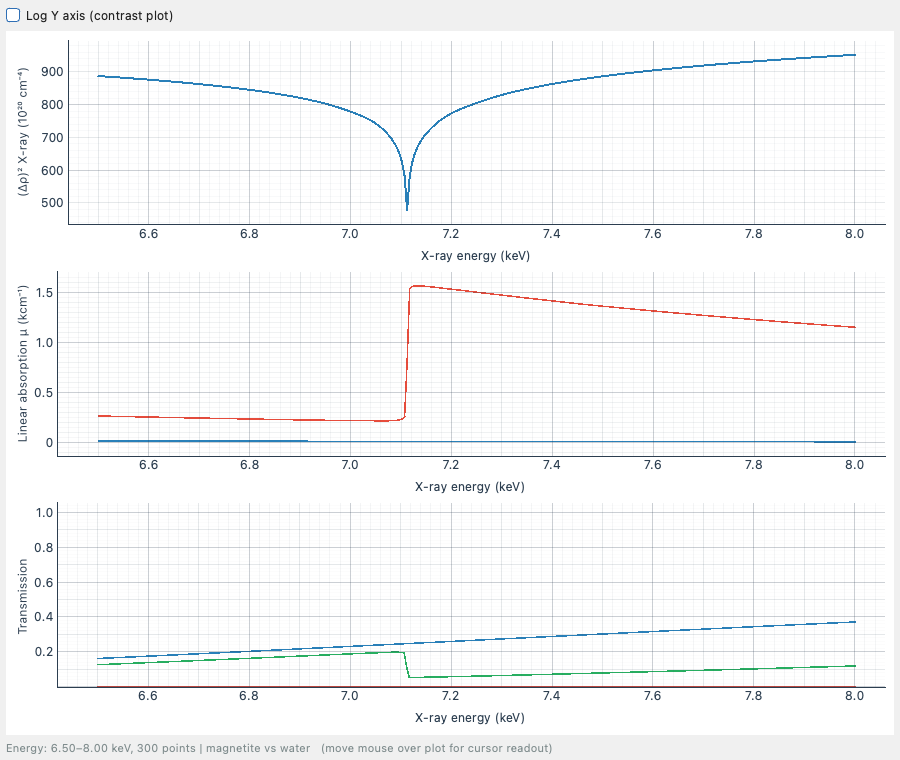 Log Y axis (contrast plot)
(Δρ)² X-ray (10²⁰ cm⁻⁴)
900
800
700
600
500
6.6 6.8 7.0 7.2 7.4 7.6 7.8 8.0
X-ray energy (keV)
Linear absorption μ (kcm⁻¹)
1.5
1.0
0.5
0
6.6 6.8 7.0 7.2 7.4 7.6 7.8 8.0
X-ray energy (keV)
Transmission
1.0
0.8
0.6
0.4
0.2
6.6 6.8 7.0 7.2 7.4 7.6 7.8 8.0
X-ray energy (keV)
Energy: 6.50–8.00 keV, 300 points | magnetite vs water (move mouse over plot for cursor readout)